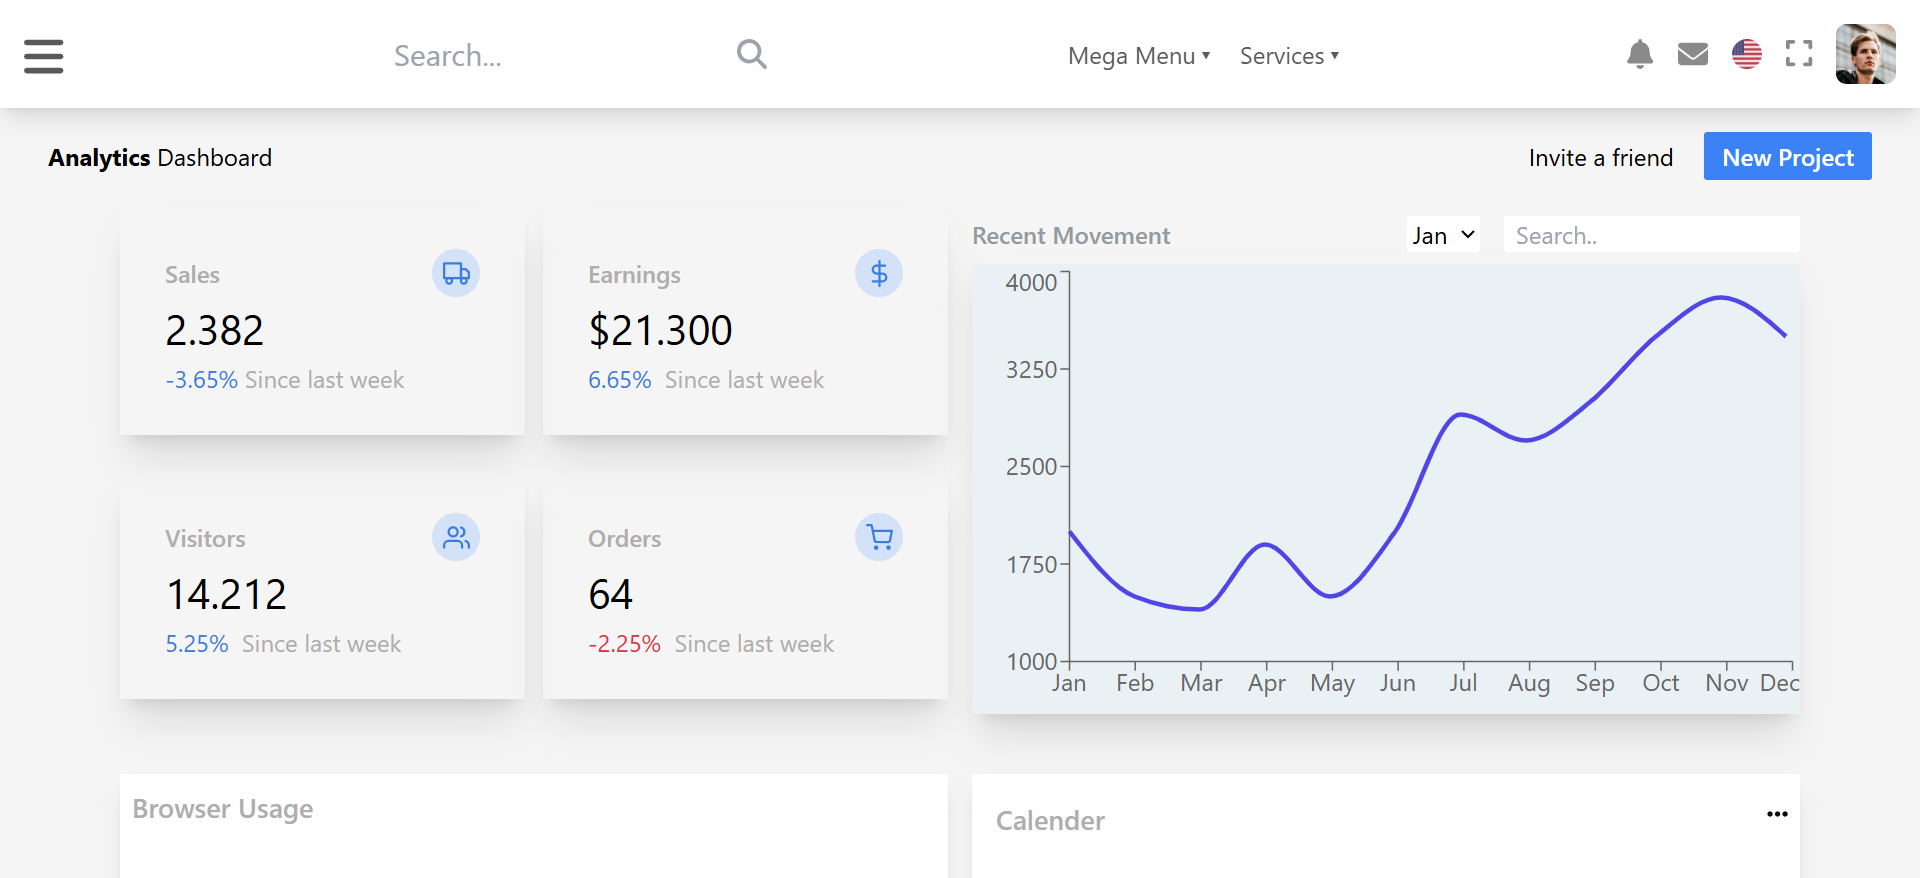 Search...
Mega Menu ▾ Services ▾
Analytics Dashboard
Invite a friend
New Project
Sales
2.382
-3.65% Since last week
Earnings
$21.300
6.65% Since last week
Visitors
14.212
5.25% Since last week
Orders
64
-2.25% Since last week
Recent Movement
Jan
Search..
4000
3250
2500
1750
1000
Jan Feb Mar Apr May Jun Jul Aug Sep Oct Nov Dec
Browser Usage
Calender